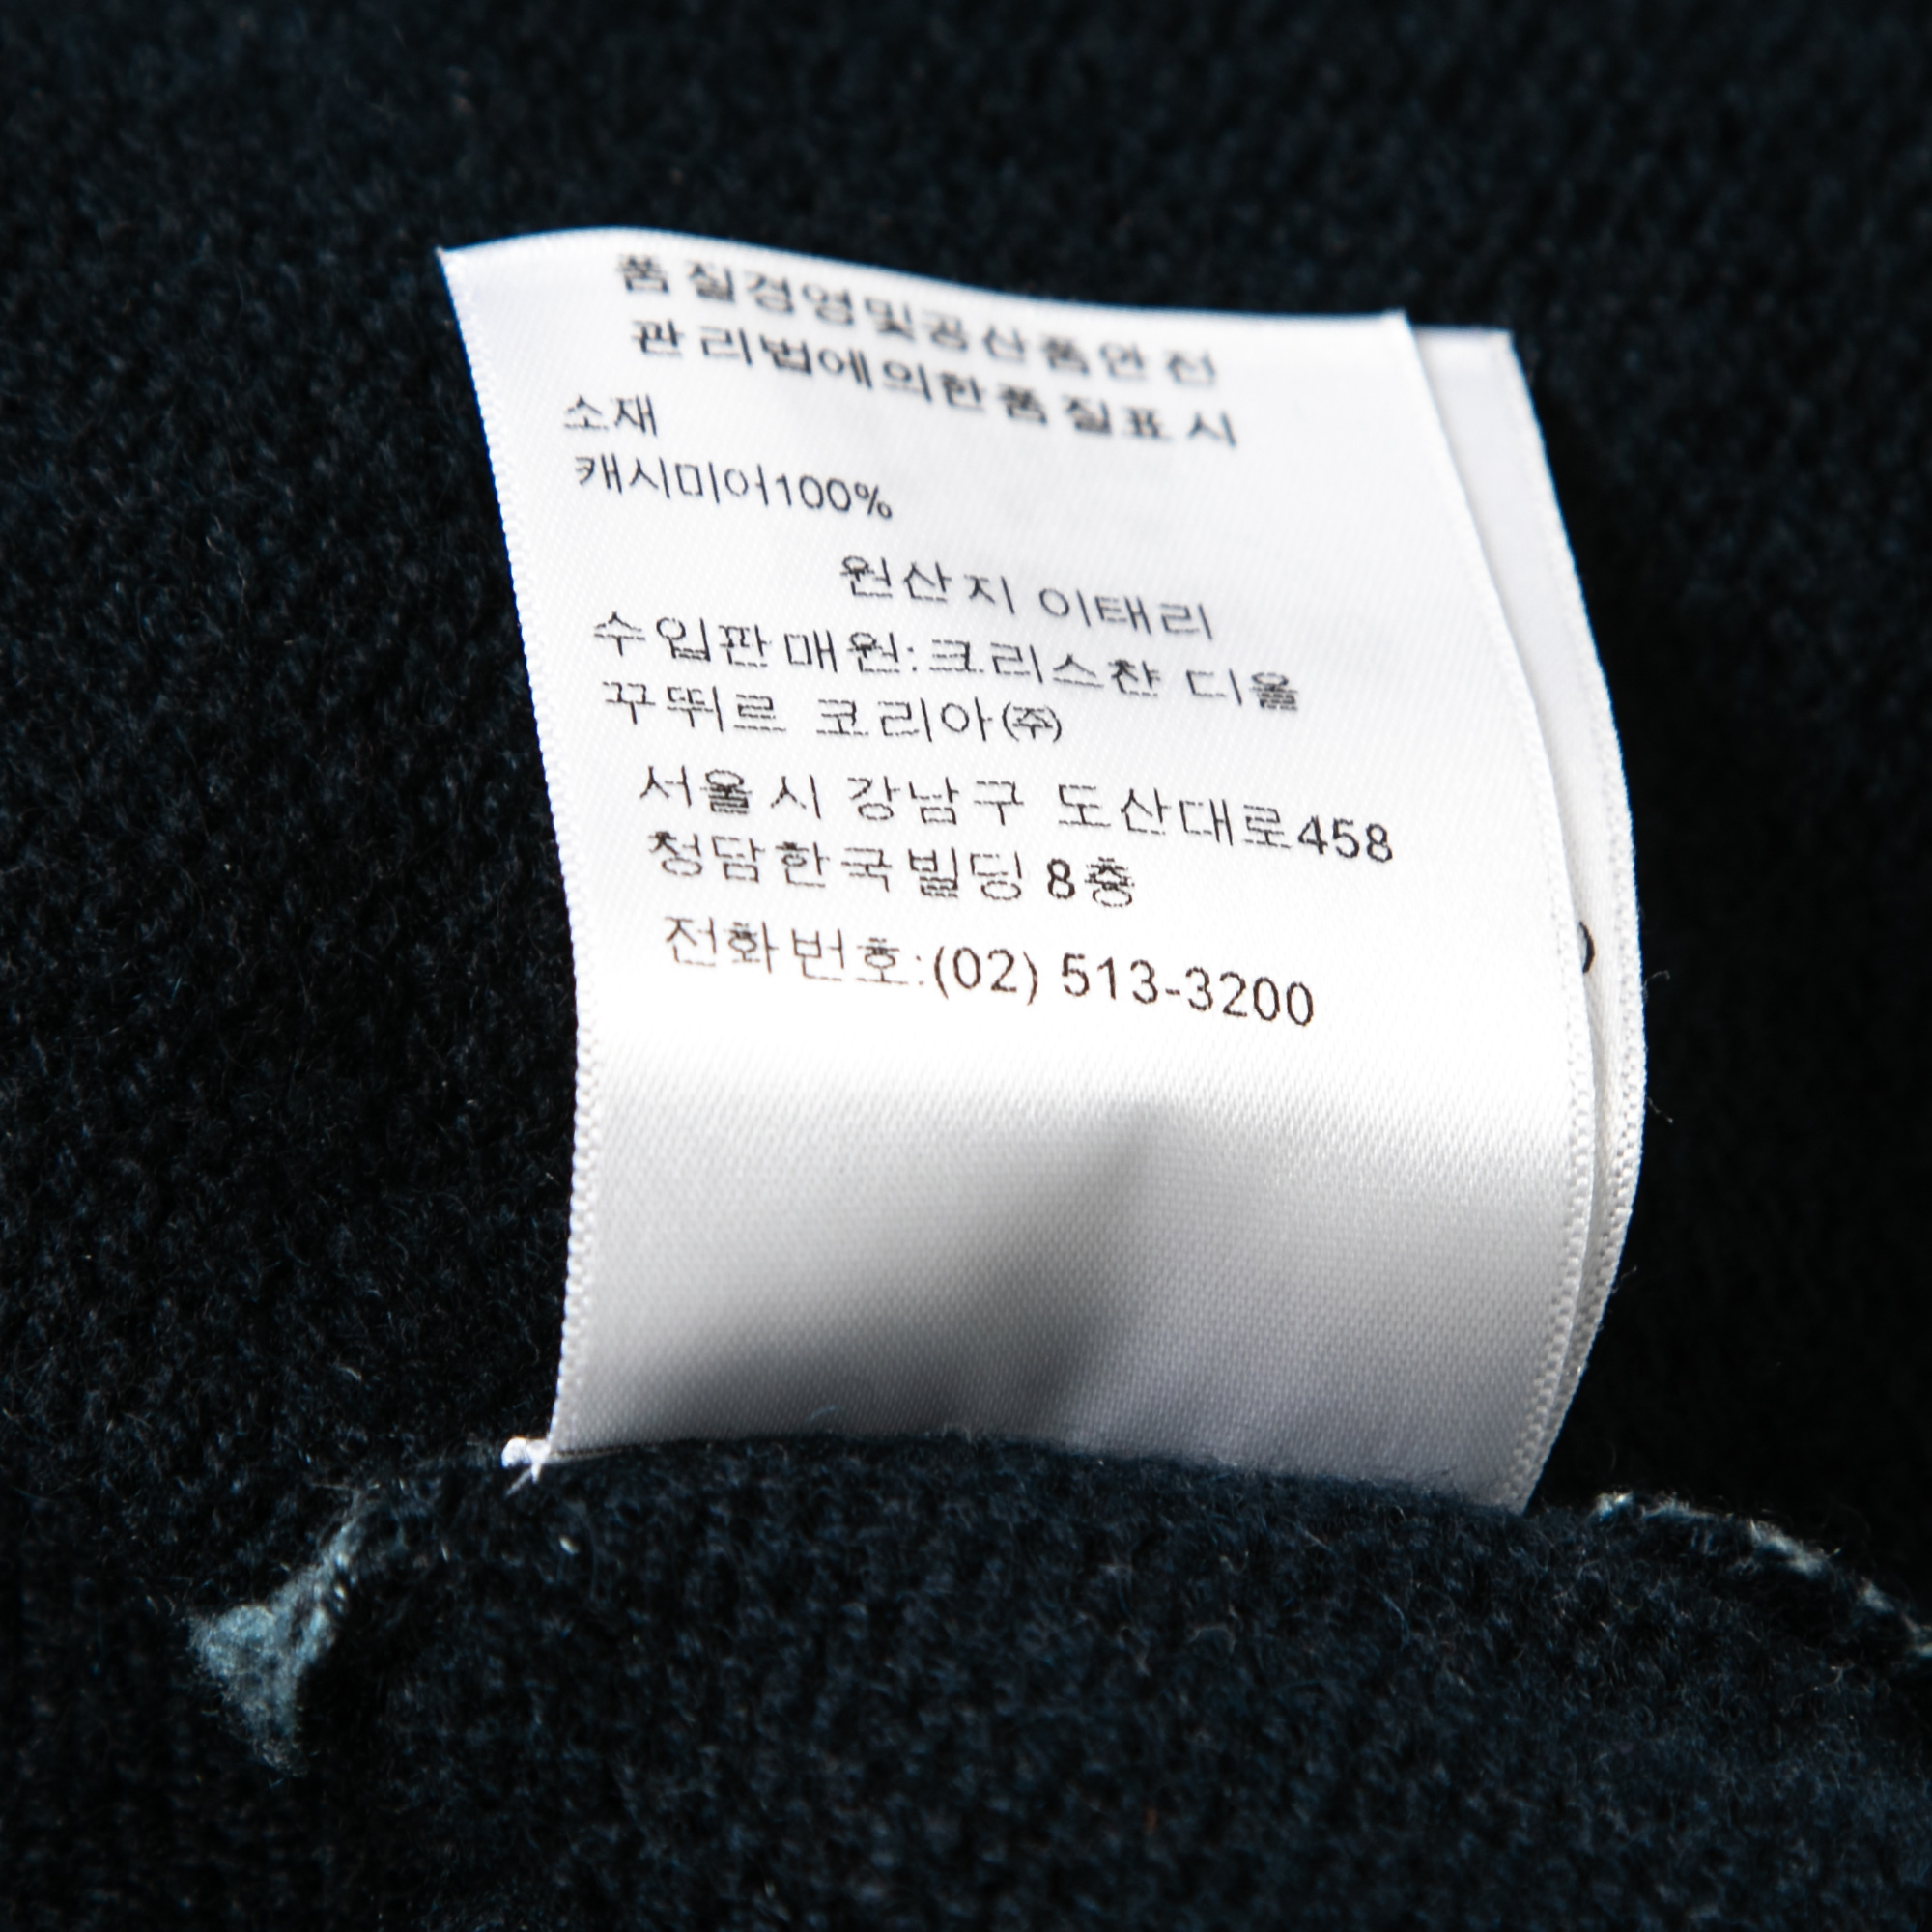 품질경영및공산품안전
관리법에의한품질표시
소재
캐시미어100%
원산지 이태리
수입판매원:크리스챤 디올
꾸뛰르 코리아㈜
서울시 강남구 도산대로458
청담한국빌딩 8층
전화번호:(02) 513-3200